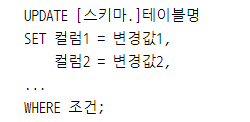 UPDATE [스키마.]테이블명
SET 컬럼1 = 변경값1,
    컬럼2 = 변경값2,
...
WHERE 조건;